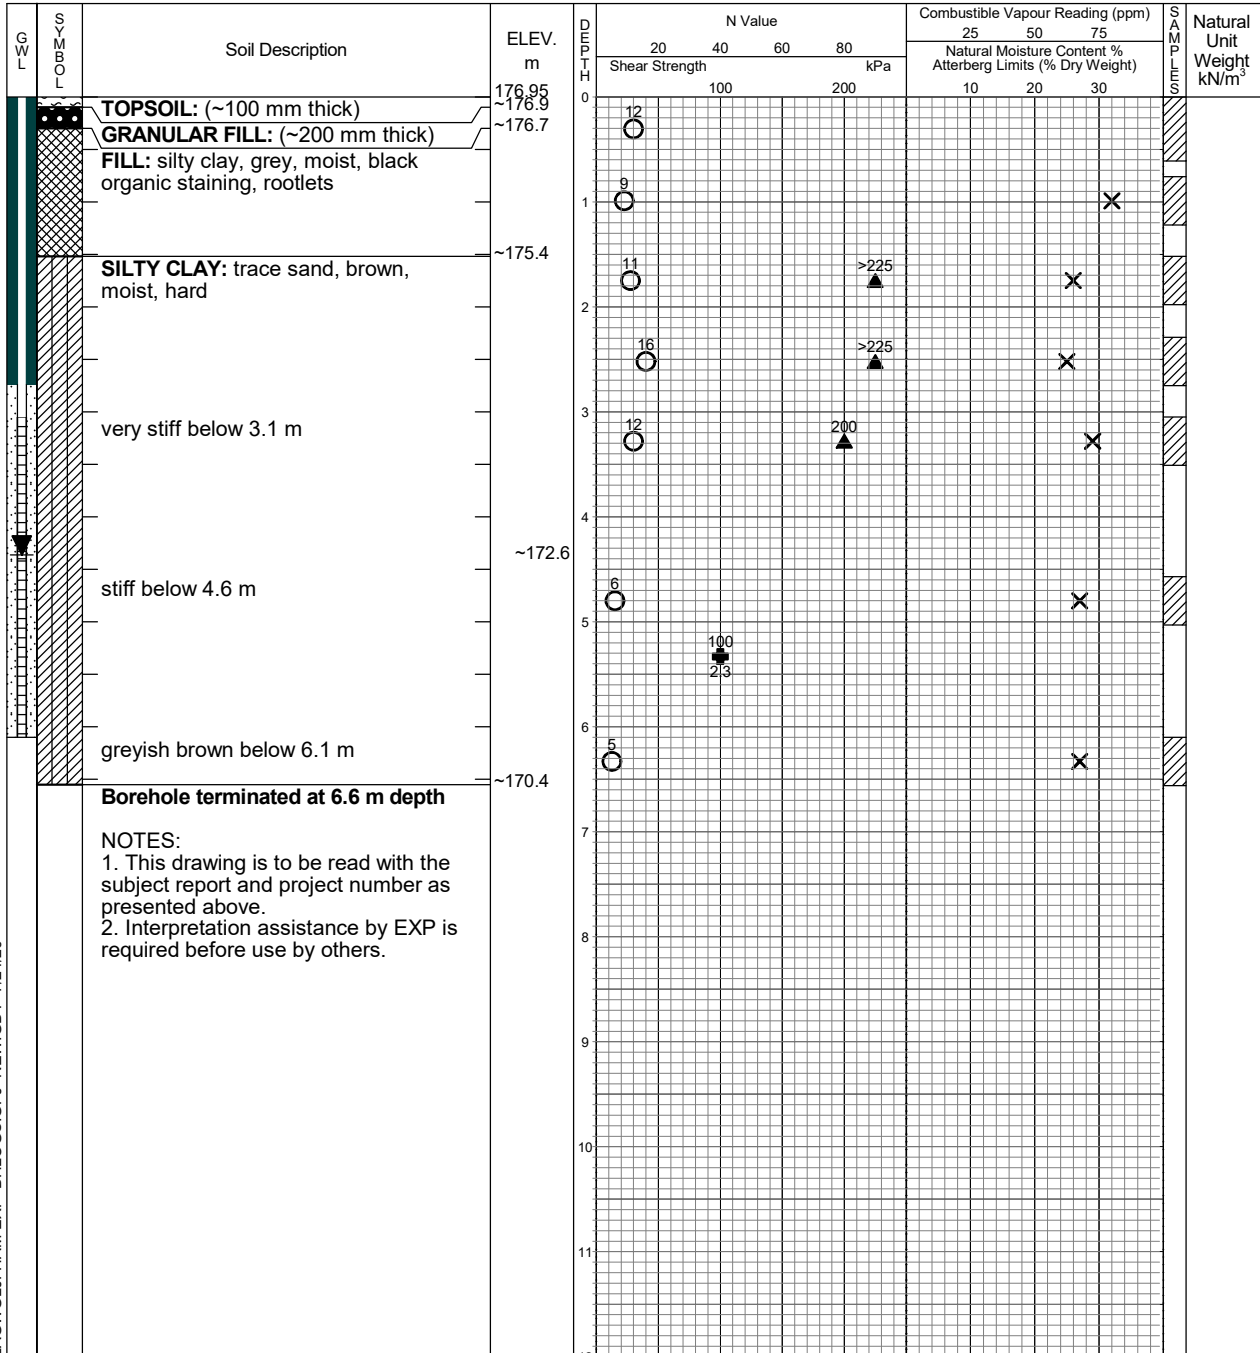 GWL
SYMBOL
Soil Description
ELEV.
m
DEPTH
N Value
20 40 60 80
Shear Strength kPa
100 200
Combustible Vapour Reading (ppm)
25 50 75
Natural Moisture Content %
Atterberg Limits (% Dry Weight)
10 20 30
SAMPLES
Natural
Unit
Weight
kN/m³
176.95
0
TOPSOIL: (~100 mm thick)
~176.9
12
~176.7
GRANULAR FILL: (~200 mm thick)
FILL: silty clay, grey, moist, black
organic staining, rootlets
9
1
~175.4
SILTY CLAY: trace sand, brown,
moist, hard
11 >225
2
16 >225
3
very stiff below 3.1 m
12 200
4
~172.6
stiff below 4.6 m
6
5
100
2.3
6
greyish brown below 6.1 m
5
~170.4
Borehole terminated at 6.6 m depth
7
NOTES:
1. This drawing is to be read with the
subject report and project number as
presented above.
2. Interpretation assistance by EXP is
required before use by others.
8
9
10
11